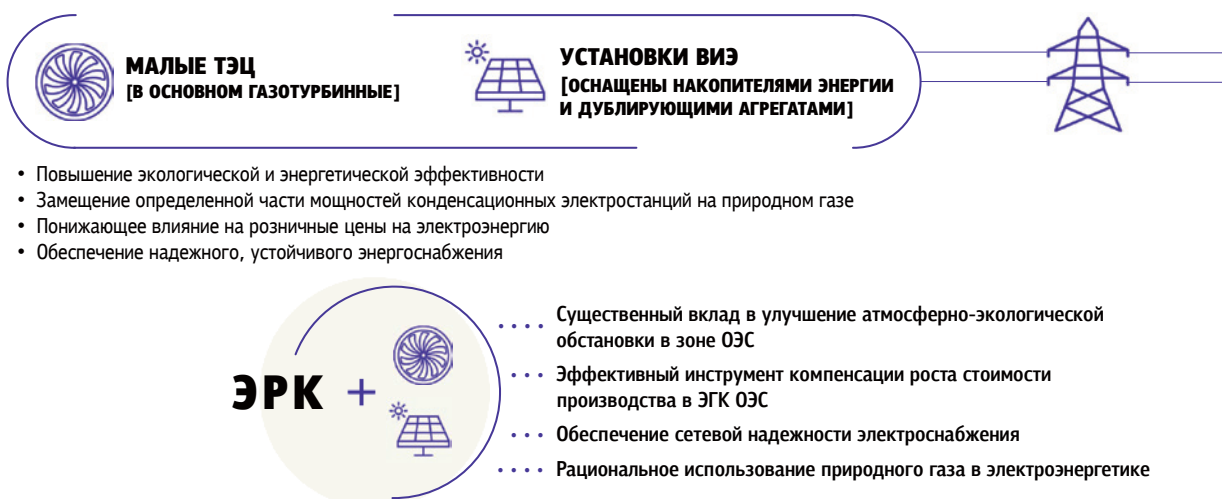 МАЛЫЕ ТЭЦ
[В ОСНОВНОМ ГАЗОТУРБИННЫЕ]
УСТАНОВКИ ВИЭ
[ОСНАЩЕНЫ НАКОПИТЕЛЯМИ ЭНЕРГИИ
И ДУБЛИРУЮЩИМИ АГРЕГАТАМИ]
• Повышение экологической и энергетической эффективности
• Замещение определенной части мощностей конденсационных электростанций на природном газе
• Понижающее влияние на розничные цены на электроэнергию
• Обеспечение надежного, устойчивого энергоснабжения
ЭРК +
Существенный вклад в улучшение атмосферно-экологической
обстановки в зоне ОЭС
Эффективный инструмент компенсации роста стоимости
производства в ЭГК ОЭС
Обеспечение сетевой надежности электроснабжения
Рациональное использование природного газа в электроэнергетике